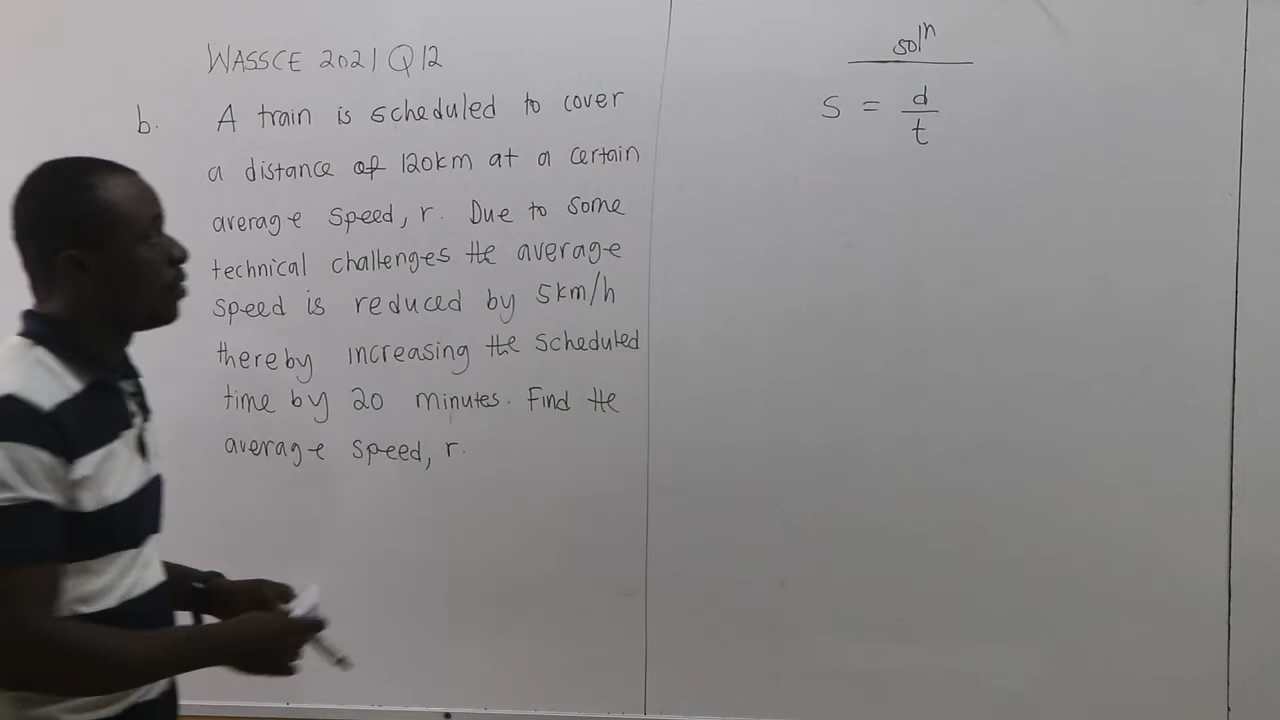 WASSCE 2021 Q12
b. A train is scheduled to cover
a distance of 120km at a certain
average speed, r. Due to some
technical challenges the average
speed is reduced by 5km/h
thereby increasing the scheduled
time by 20 minutes. Find the
average speed, r.
solⁿ
S = d/t